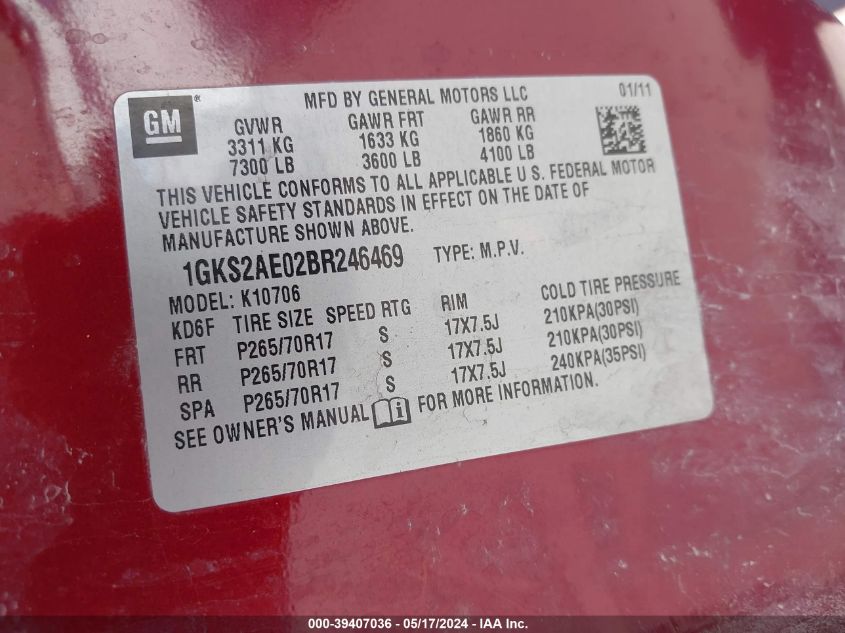 GM ®
MFD BY GENERAL MOTORS LLC 01/11
GVWR GAWR FRT GAWR RR
3311 KG 1633 KG 1860 KG
7300 LB 3600 LB 4100 LB
THIS VEHICLE CONFORMS TO ALL APPLICABLE U.S. FEDERAL MOTOR
VEHICLE SAFETY STANDARDS IN EFFECT ON THE DATE OF
MANUFACTURE SHOWN ABOVE.
1GKS2AE02BR246469 TYPE: M.P.V.
MODEL: K10706
KD6F TIRE SIZE SPEED RTG RIM COLD TIRE PRESSURE
FRT P265/70R17 S 17X7.5J 210KPA(30PSI)
RR P265/70R17 S 17X7.5J 210KPA(30PSI)
SPA P265/70R17 S 17X7.5J 240KPA(35PSI)
SEE OWNER'S MANUAL i FOR MORE INFORMATION.
000-39407036 - 05/17/2024 - IAA Inc.